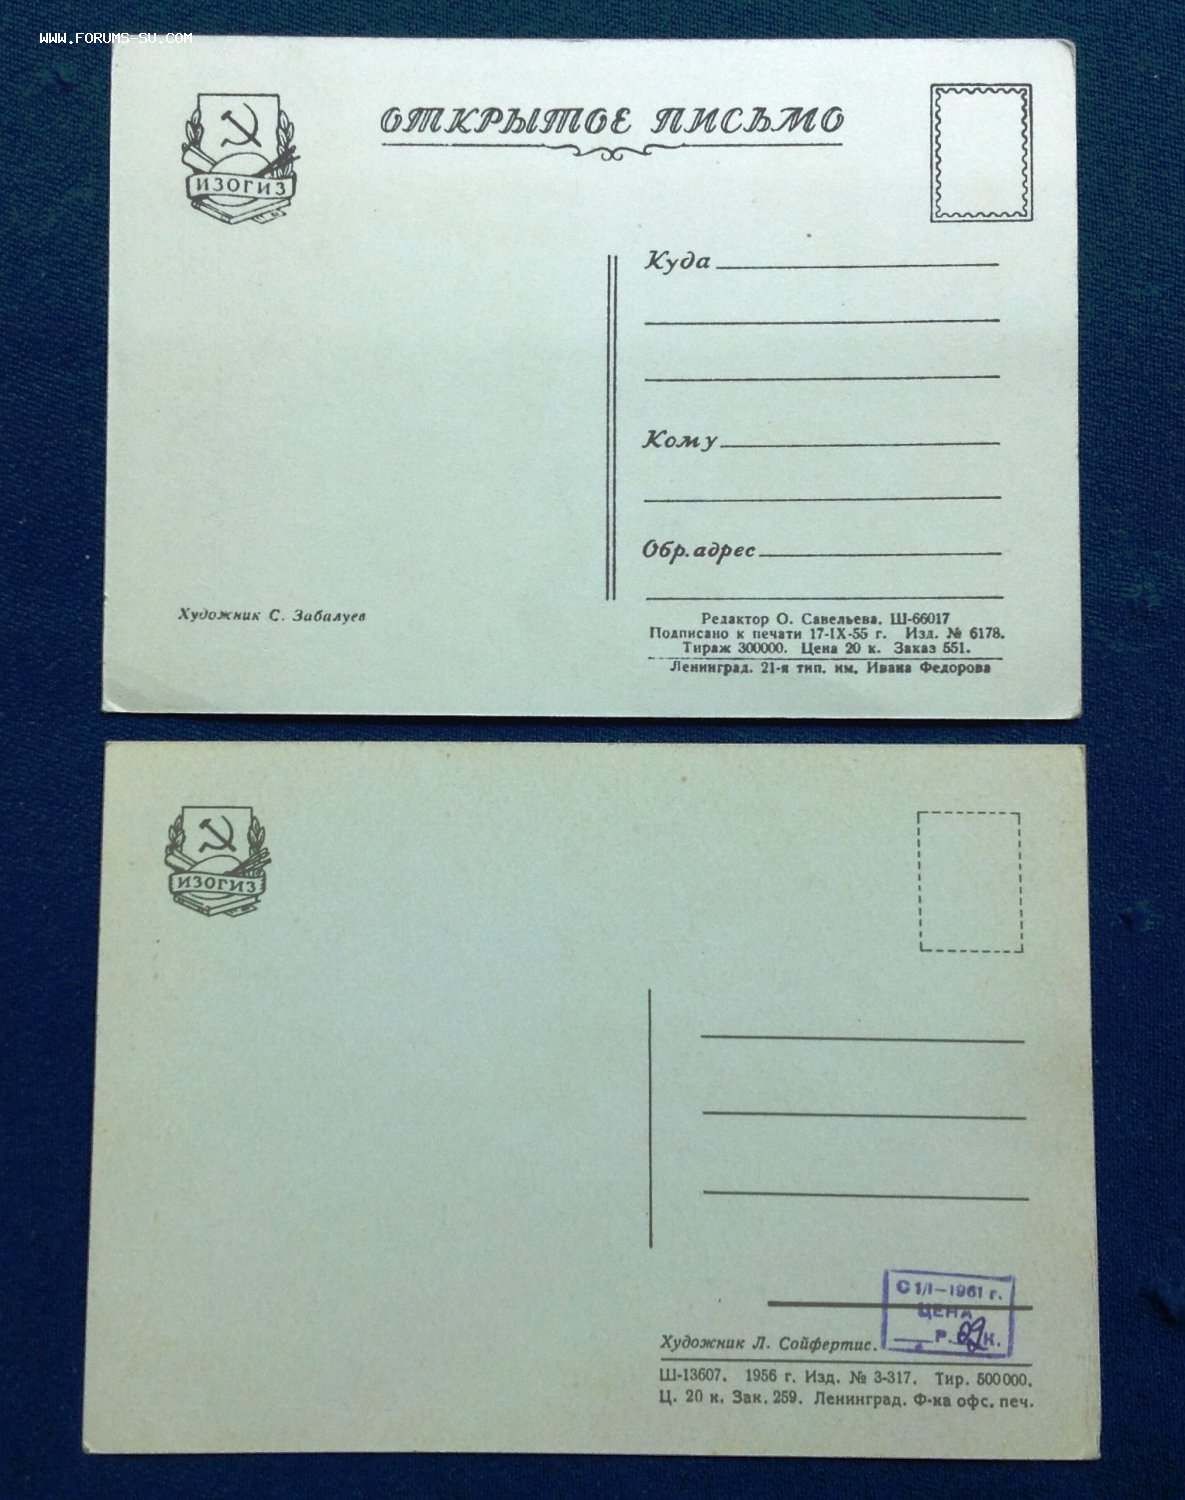 WWW.FORUMS-SU.COM
ОТКРЫТОЕ ПИСЬМО
ИЗОГИЗ
Куда
Кому
Обр. адрес
Художник С. Забалуев
Редактор О. Савельева. Ш-66017
Подписано к печати 17-IX-55 г. Изд. № 6178.
Тираж 300000. Цена 20 к. Заказ 551.
Ленинград. 21-я тип. им. Ивана Федорова
ИЗОГИЗ
С 1/I-1961 г.
ЦЕНА
Р. К.
Художник Л. Сойфертис.
Ш-13607. 1956 г. Изд. № 3-317. Тир. 500000.
Ц. 20 к. Зак. 259. Ленинград. Ф-ка офс. печ.